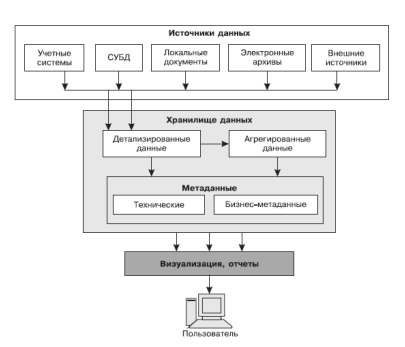 Источники данных
Учетные
системы
СУБД
Локальные
документы
Электронные
архивы
Внешние
источники
Хранилище данных
Детализированные
данные
Агрегированные
данные
Метаданные
Технические
Бизнес-метаданные
Визуализация, отчеты
Пользователь